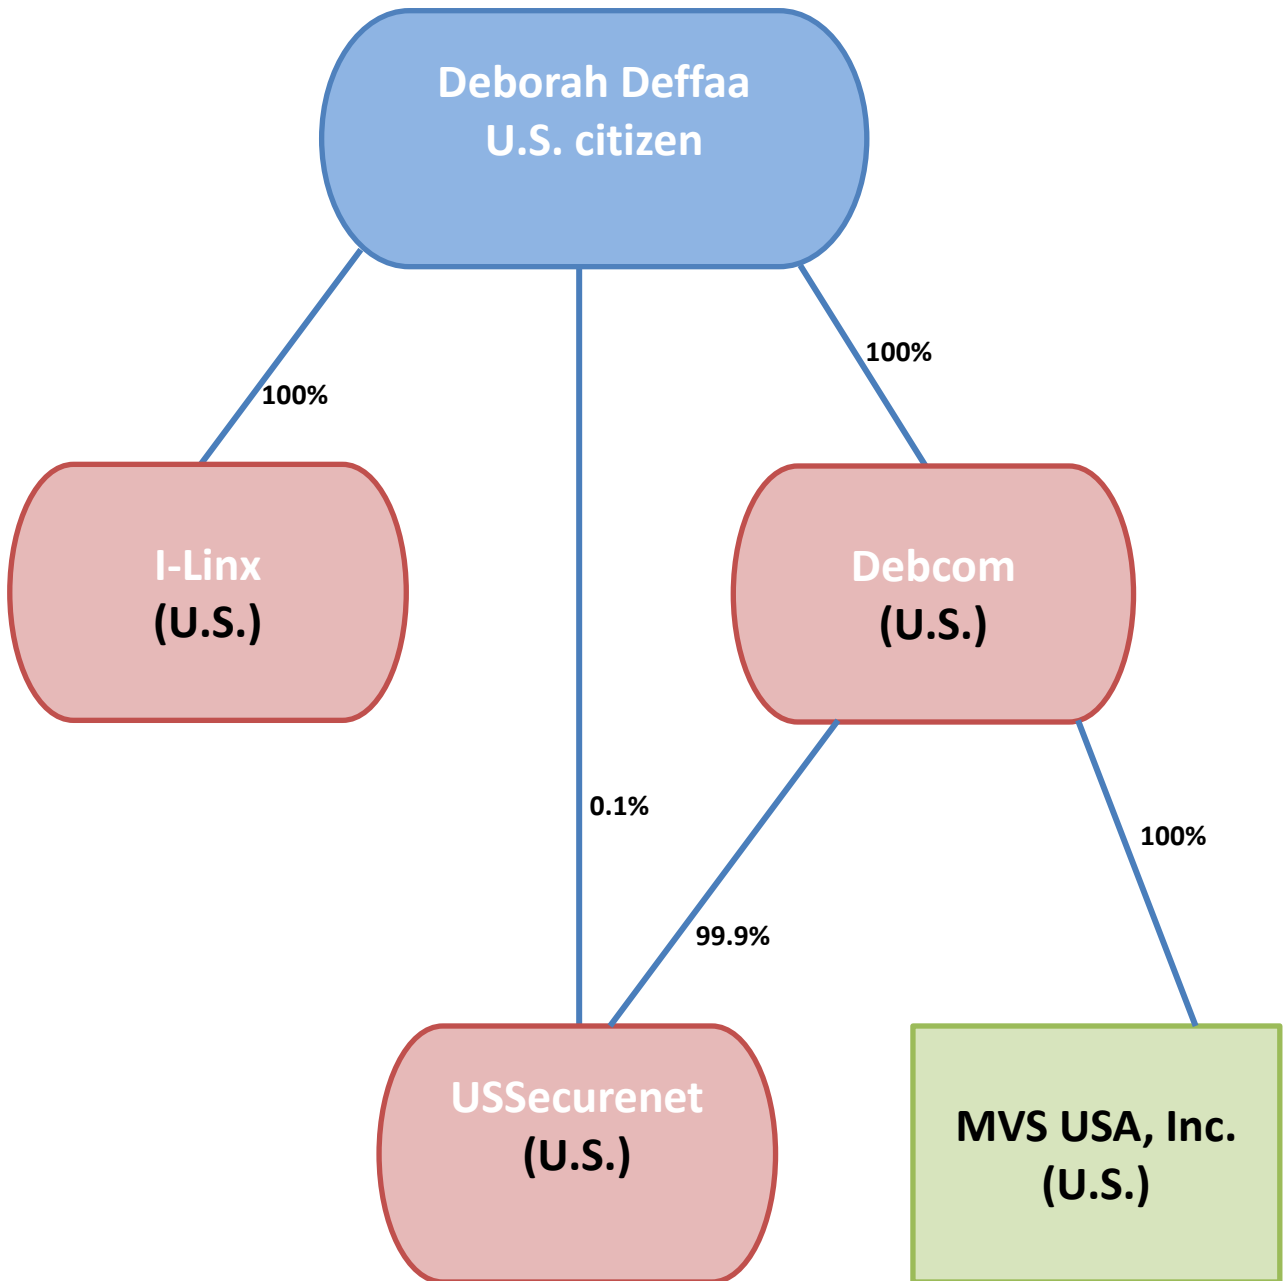 Deborah Deffaa
U.S. citizen
100%
100%
I-Linx
(U.S.)
Debcom
(U.S.)
0.1%
100%
99.9%
USSecurenet
(U.S.)
MVS USA, Inc.
(U.S.)